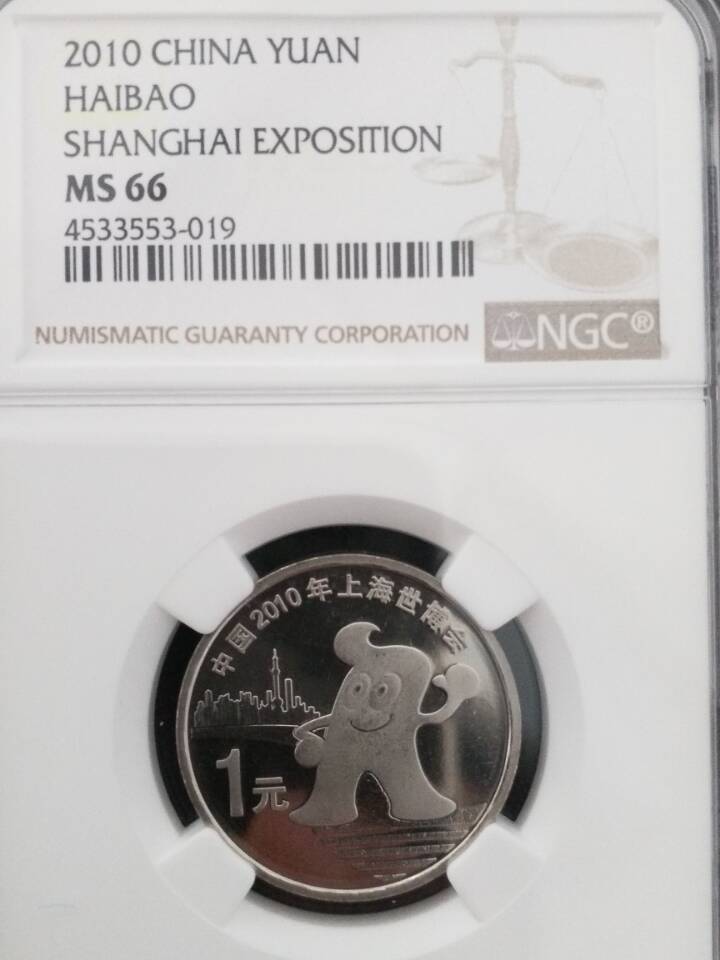 2010 CHINA YUAN
HAIBAO
SHANGHAI EXPOSITION
MS 66
4533553-019
NUMISMATIC GUARANTY CORPORATION
NGC®
中国2010年上海世博会
1元